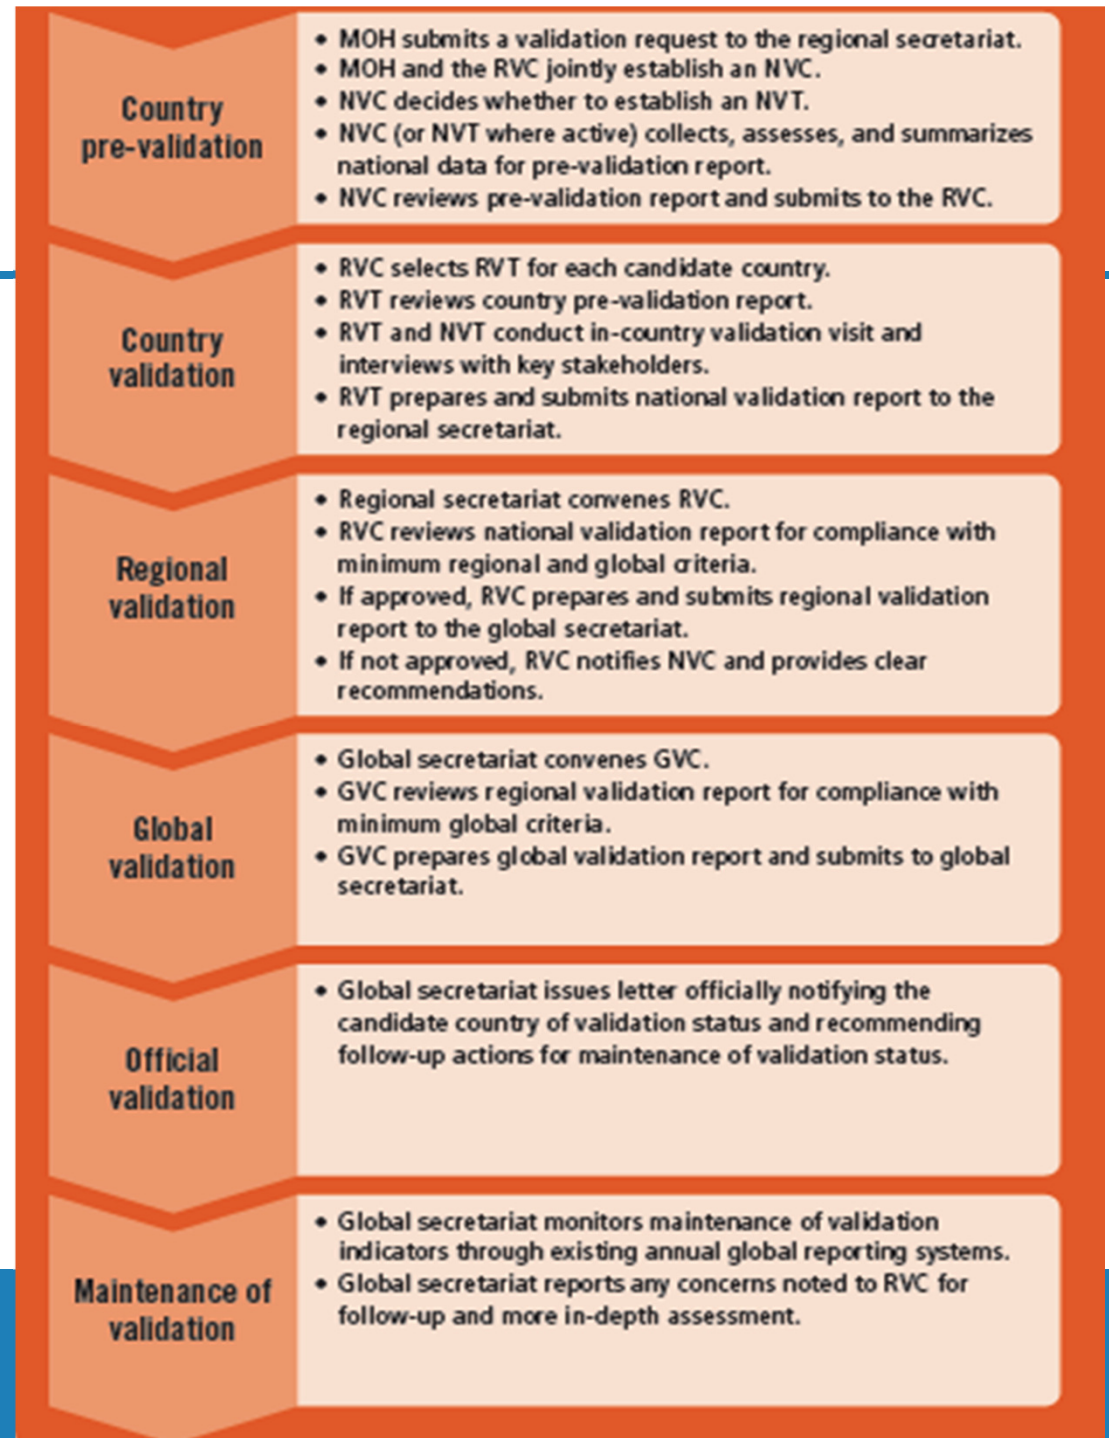 Country
pre-validation
• MOH submits a validation request to the regional secretariat.
• MOH and the RVC jointly establish an NVC.
• NVC decides whether to establish an NVT.
• NVC (or NVT where active) collects, assesses, and summarizes
national data for pre-validation report.
• NVC reviews pre-validation report and submits to the RVC.
Country
validation
• RVC selects RVT for each candidate country.
• RVT reviews country pre-validation report.
• RVT and NVT conduct in-country validation visit and
interviews with key stakeholders.
• RVT prepares and submits national validation report to the
regional secretariat.
Regional
validation
• Regional secretariat convenes RVC.
• RVC reviews national validation report for compliance with
minimum regional and global criteria.
• If approved, RVC prepares and submits regional validation
report to the global secretariat.
• If not approved, RVC notifies NVC and provides clear
recommendations.
Global
validation
• Global secretariat convenes GVC.
• GVC reviews regional validation report for compliance with
minimum global criteria.
• GVC prepares global validation report and submits to global
secretariat.
Official
validation
• Global secretariat issues letter officially notifying the
candidate country of validation status and recommending
follow-up actions for maintenance of validation status.
Maintenance of
validation
• Global secretariat monitors maintenance of validation
indicators through existing annual global reporting systems.
• Global secretariat reports any concerns noted to RVC for
follow-up and more in-depth assessment.